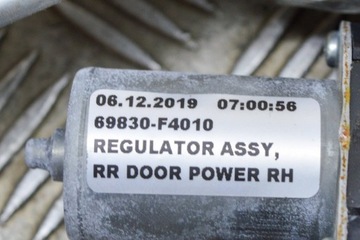 06.12.2019 07:00:56
69830-F4010
REGULATOR ASSY,
RR DOOR POWER RH